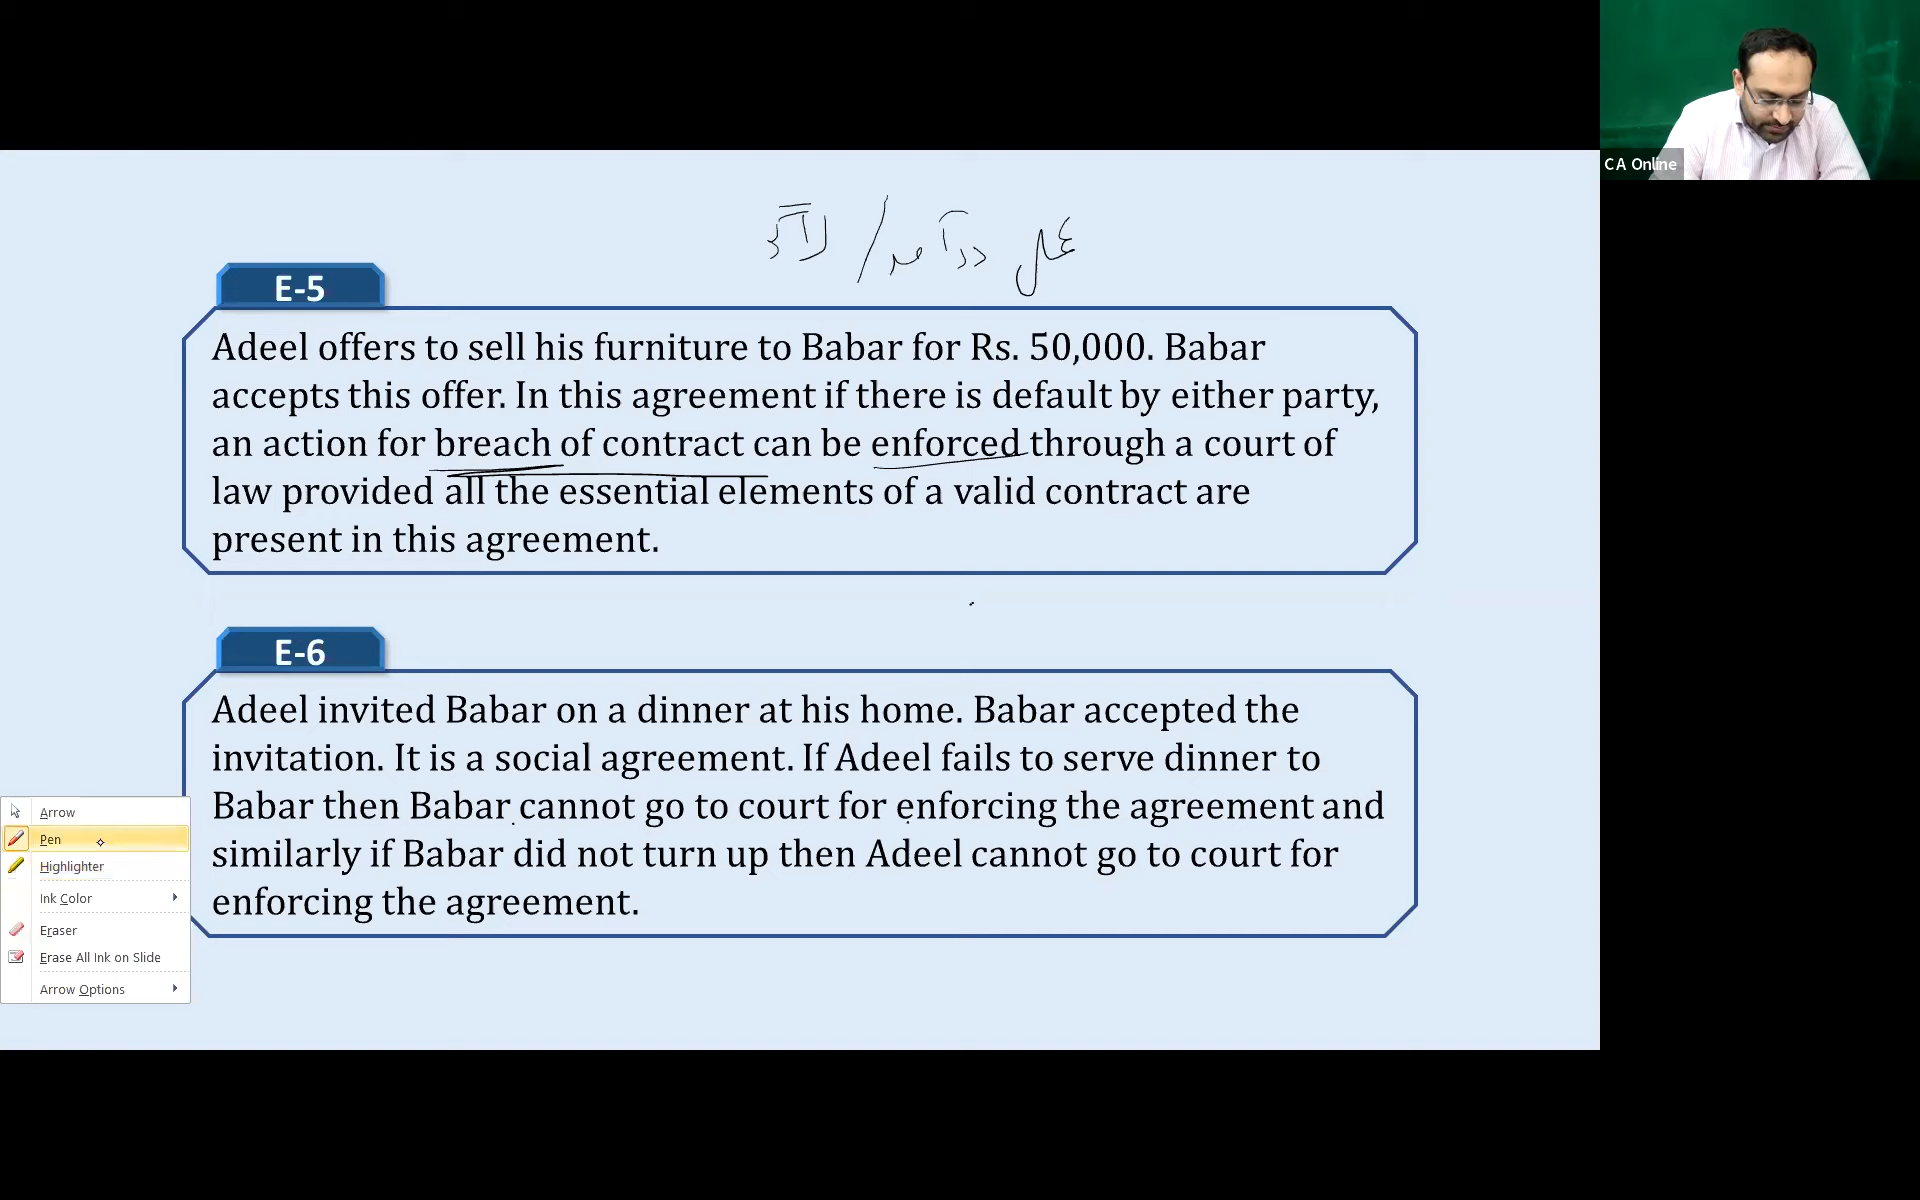 CA Online
عمل درآمد /
E-5
Adeel offers to sell his furniture to Babar for Rs. 50,000. Babar
accepts this offer. In this agreement if there is default by either party,
an action for breach of contract can be enforced through a court of
law provided all the essential elements of a valid contract are
present in this agreement.
E-6
Adeel invited Babar on a dinner at his home. Babar accepted the
invitation. It is a social agreement. If Adeel fails to serve dinner to
Babar then Babar cannot go to court for enforcing the agreement and
similarly if Babar did not turn up then Adeel cannot go to court for
enforcing the agreement.
Arrow
Pen
Highlighter
Ink Color
Eraser
Erase All Ink on Slide
Arrow Options